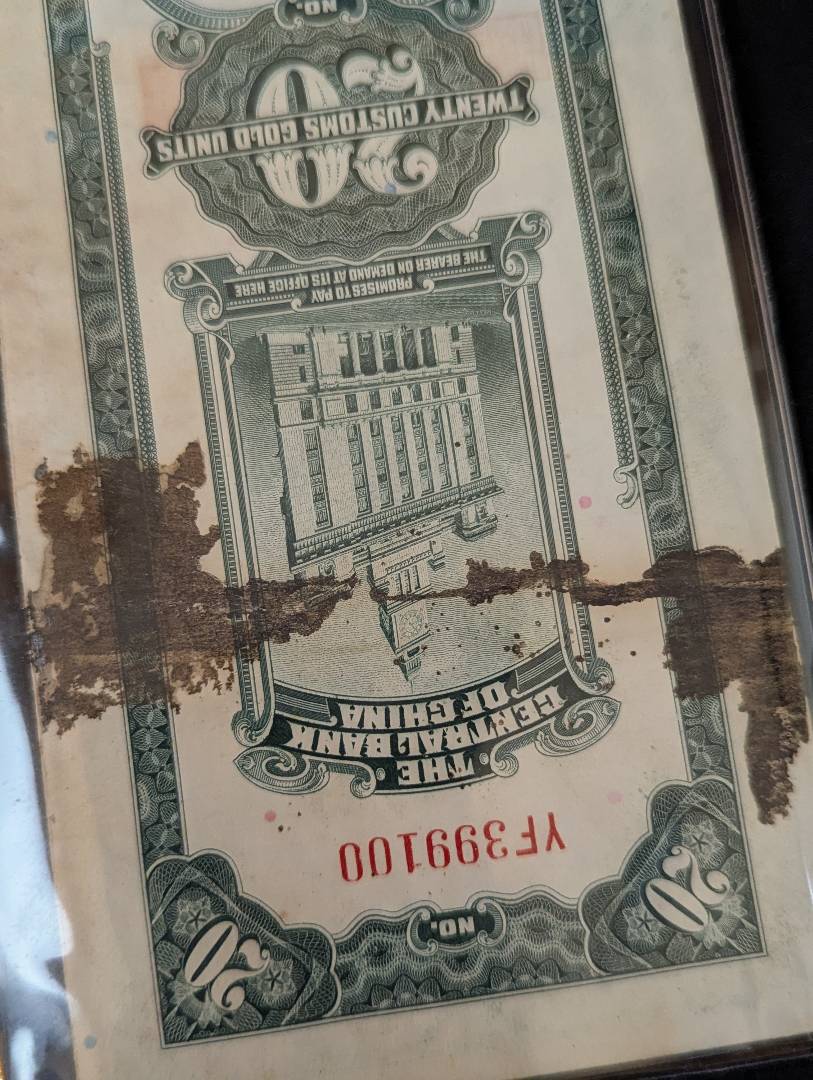 20 NO. 20
YF399100
THE
CENTRAL BANK
OF CHINA
PROMISES TO PAY
THE BEARER ON DEMAND AT ITS OFFICE HERE
20
TWENTY CUSTOMS GOLD UNITS
NO.